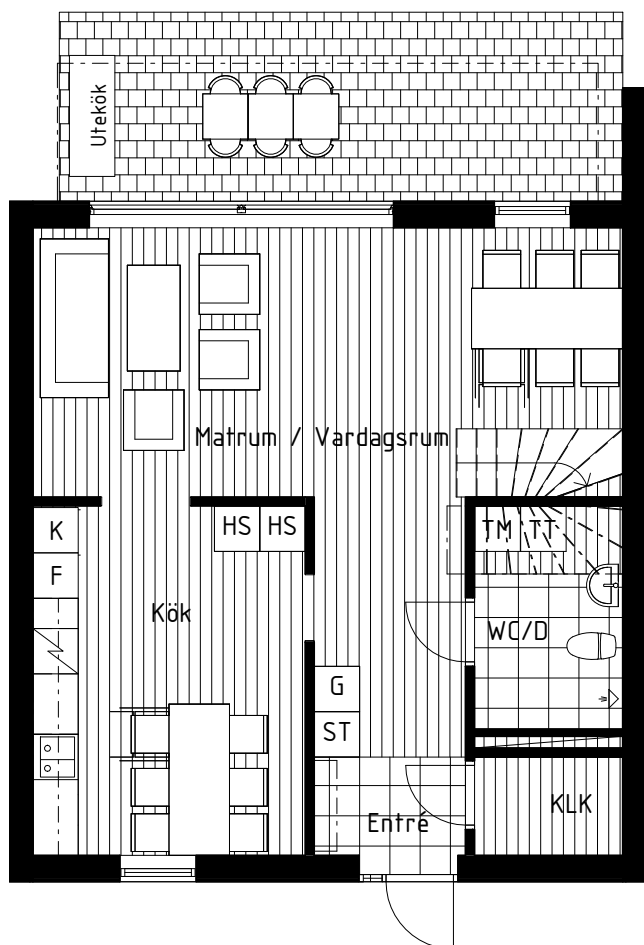 Utekök
Matrum / Vardagsrum
K
HS HS
TM TT
F
Kök
WC/D
G
ST
Entré
KLK